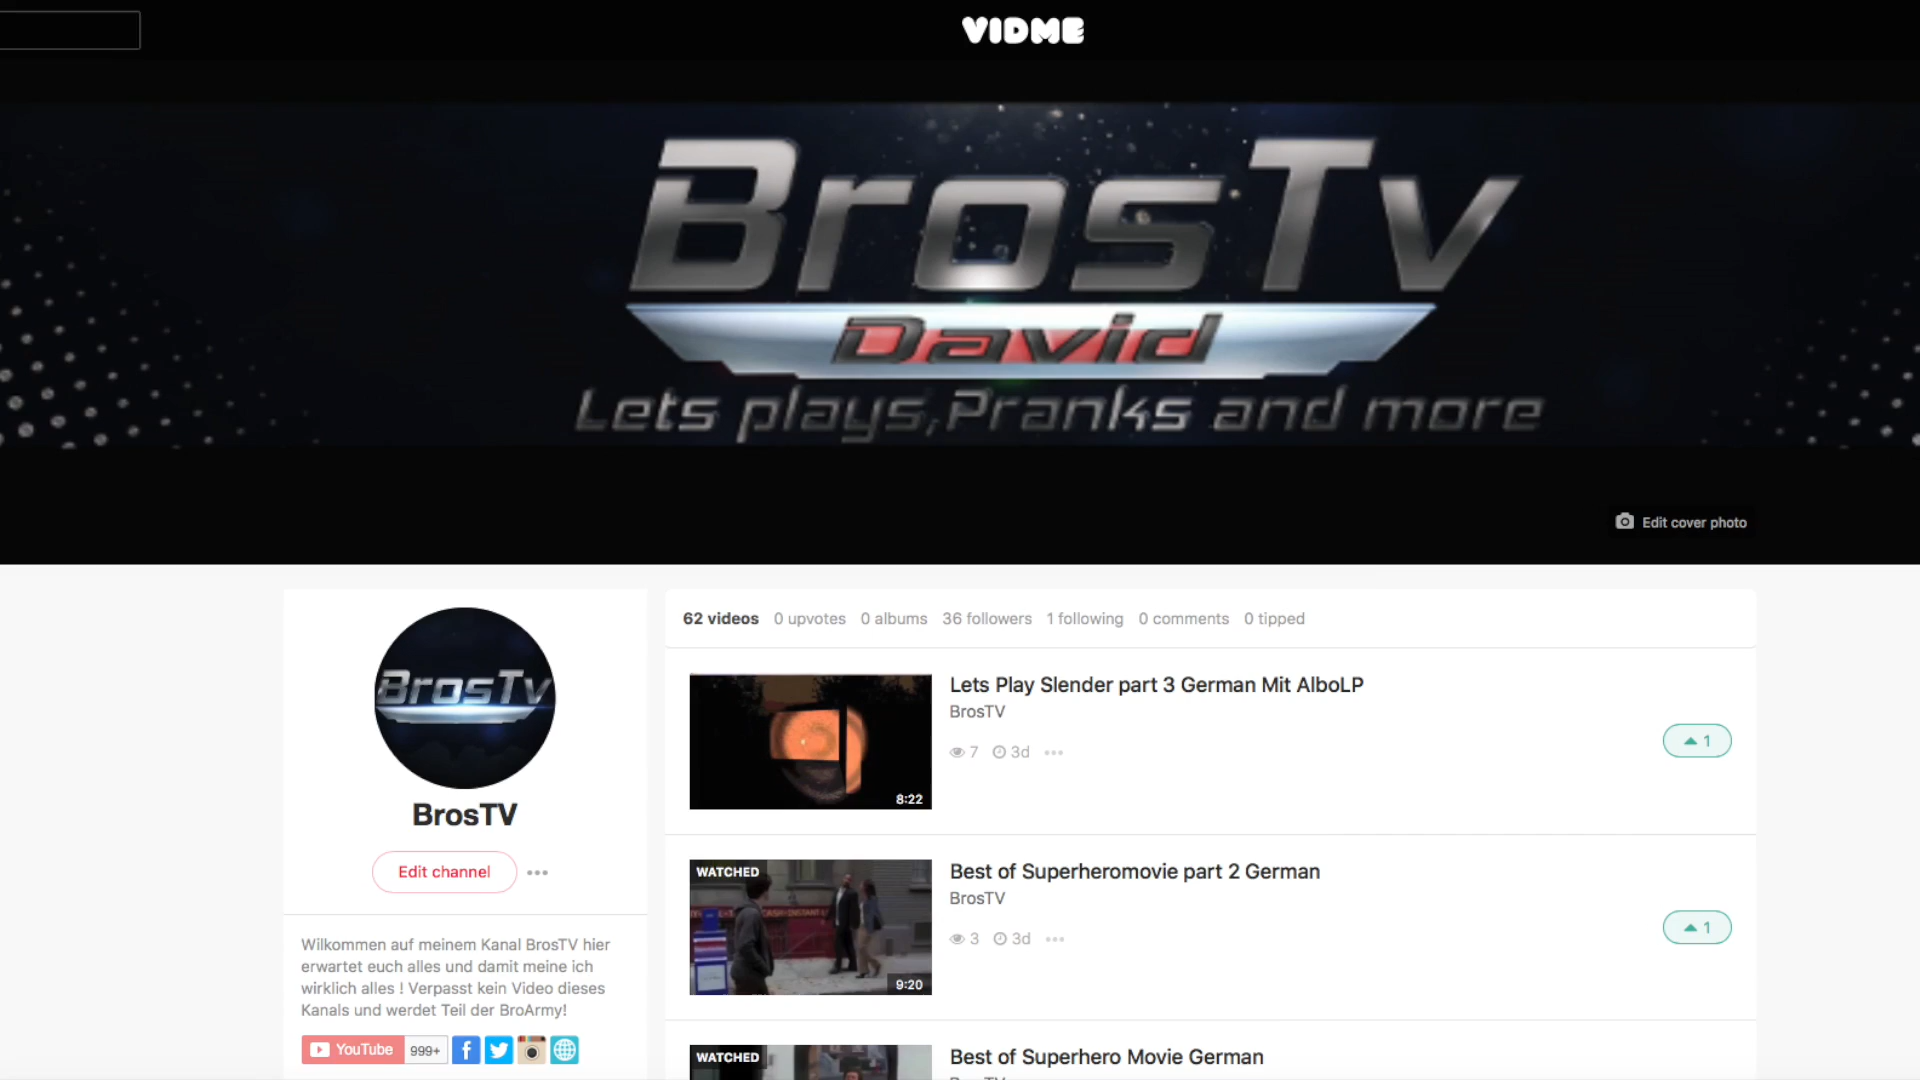 VIDME
BrosTv
David
Lets plays,Pranks and more
Edit cover photo
BrosTv
BrosTV
Edit channel
Wilkommen auf meinem Kanal BrosTV hier
erwartet euch alles und damit meine ich
wirklich alles ! Verpasst kein Video dieses
Kanals und werdet Teil der BroArmy!
YouTube 999+
62 videos 0 upvotes 0 albums 36 followers 1 following 0 comments 0 tipped
Lets Play Slender part 3 German Mit AlboLP
BrosTV
7 3d
1
8:22
WATCHED
Best of Superheromovie part 2 German
BrosTV
3 3d
1
9:20
WATCHED
Best of Superhero Movie German